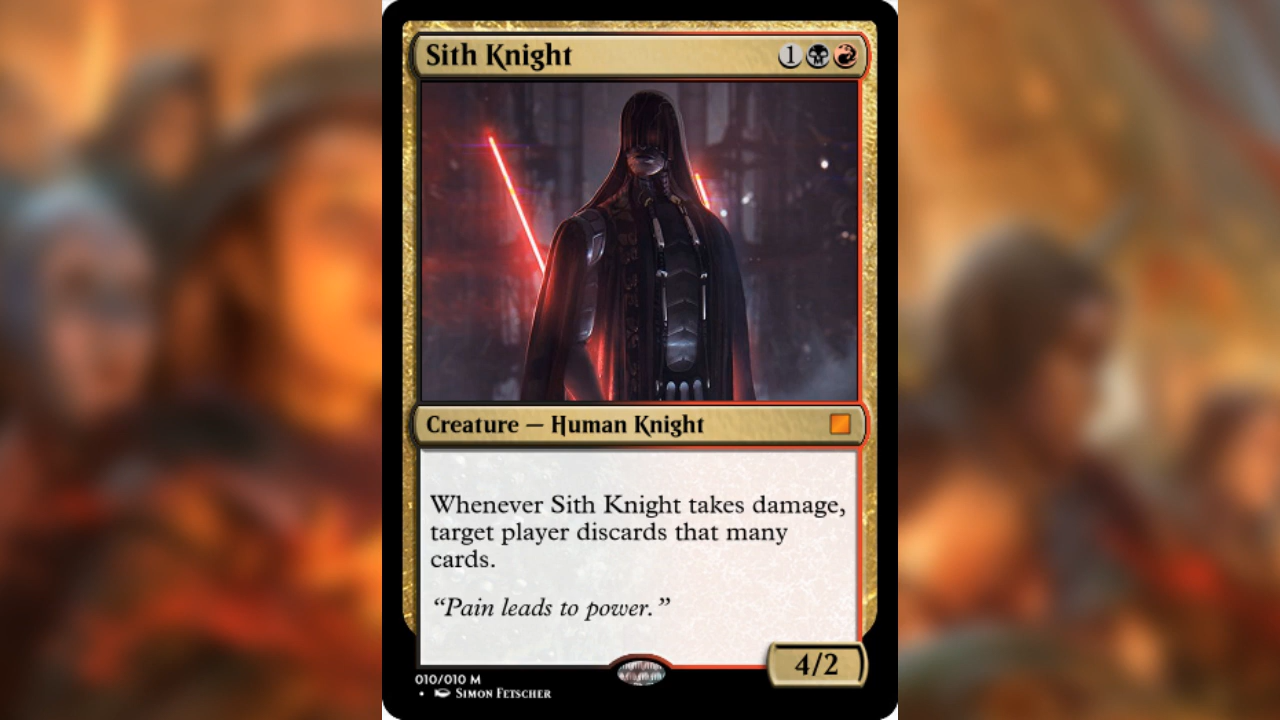 Sith Knight 1
Creature — Human Knight
Whenever Sith Knight takes damage,
target player discards that many
cards.
“Pain leads to power.”
4/2
010/010 M
• Simon Fetscher